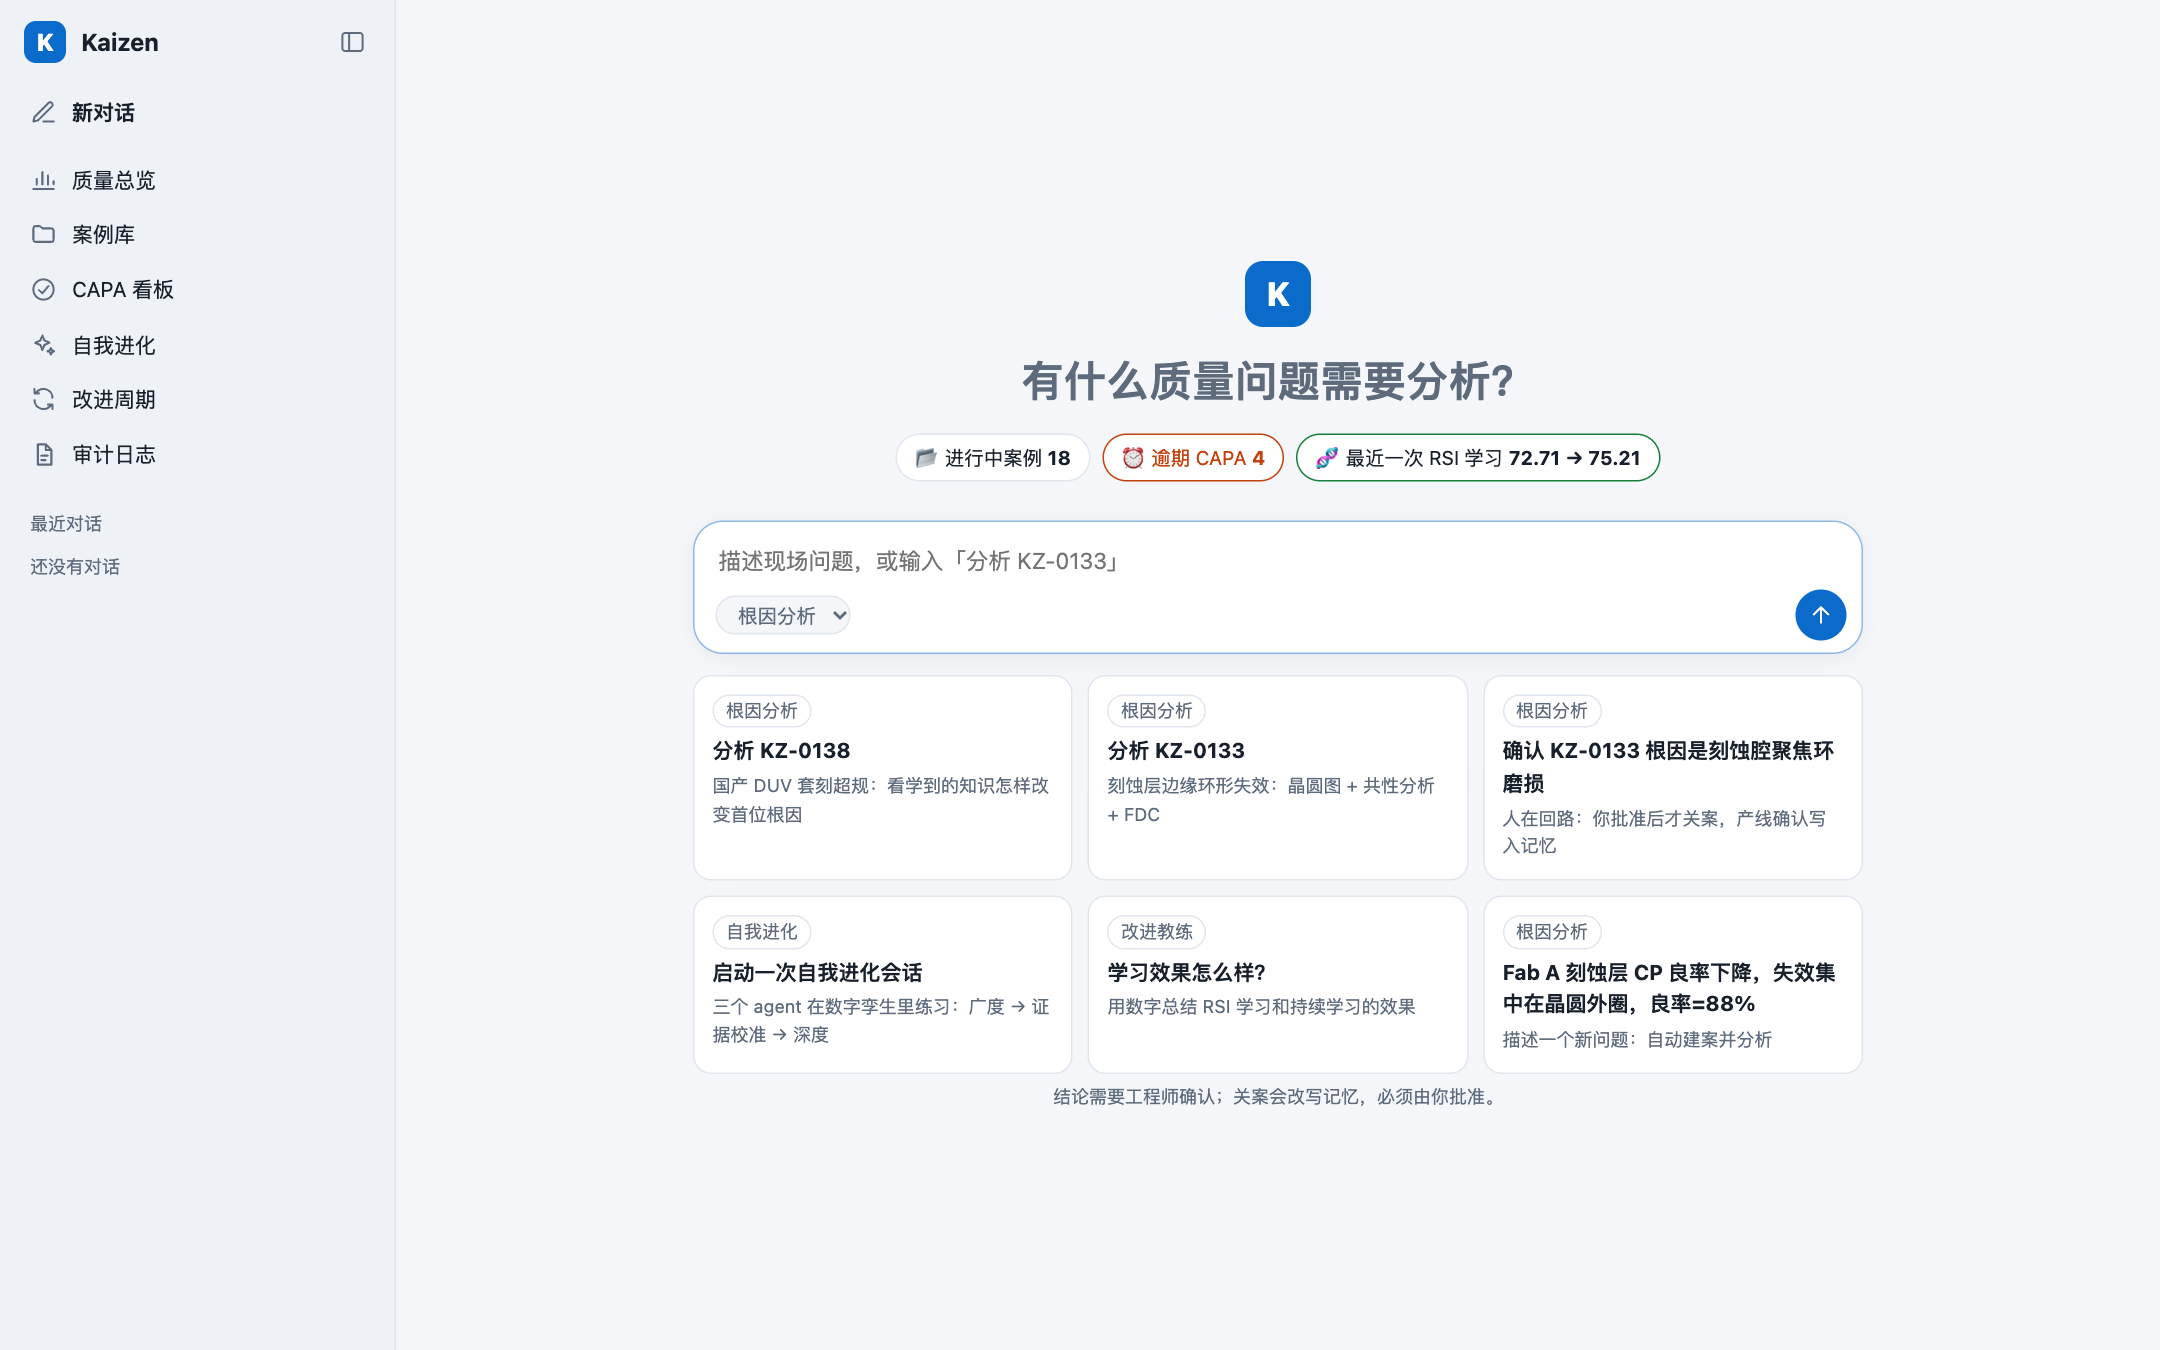 K Kaizen
新对话
质量总览
案例库
CAPA 看板
自我进化
改进周期
审计日志
最近对话
还没有对话
K
有什么质量问题需要分析?
进行中案例 18
逾期 CAPA 4
最近一次 RSI 学习 72.71 → 75.21
描述现场问题，或输入「分析 KZ-0133」
根因分析
根因分析
分析 KZ-0138
国产 DUV 套刻超规：看学到的知识怎样改
变首位根因
根因分析
分析 KZ-0133
刻蚀层边缘环形失效：晶圆图 + 共性分析
+ FDC
根因分析
确认 KZ-0133 根因是刻蚀腔聚焦环
磨损
人在回路：你批准后才关案，产线确认写
入记忆
自我进化
启动一次自我进化会话
三个 agent 在数字孪生里练习：广度 → 证
据校准 → 深度
改进教练
学习效果怎么样?
用数字总结 RSI 学习和持续学习的效果
根因分析
Fab A 刻蚀层 CP 良率下降，失效集
中在晶圆外圈，良率=88%
描述一个新问题：自动建案并分析
结论需要工程师确认；关案会改写记忆，必须由你批准。